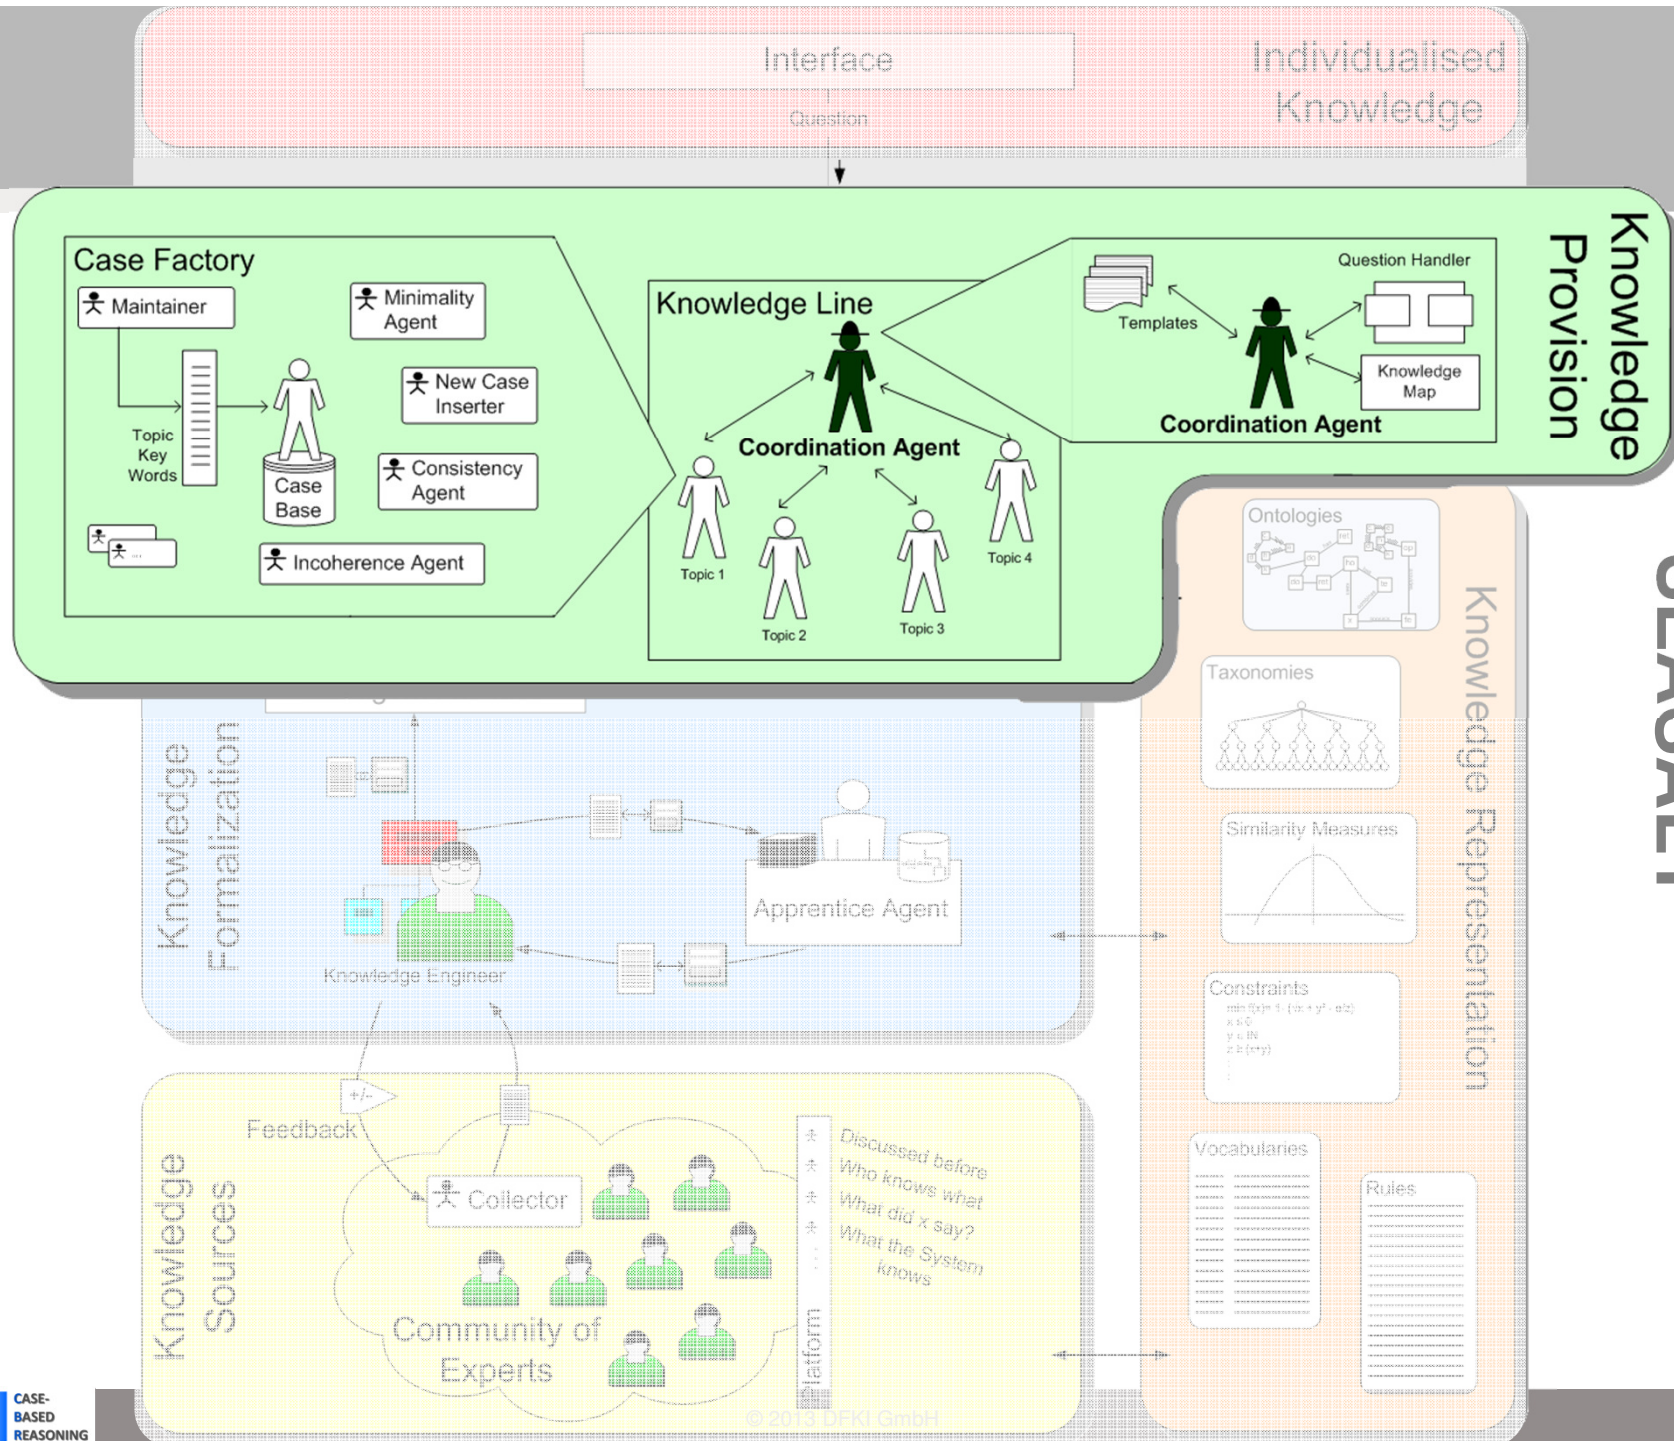 Interface
Individualised
Knowledge
Question
Knowledge
Provision
Case Factory
Maintainer
Minimality
Agent
New Case
Inserter
Topic
Key
Words
Case
Base
Consistency
Agent
...
Incoherence Agent
Knowledge Line
Coordination Agent
Topic 1
Topic 2
Topic 3
Topic 4
Templates
Question Handler
Knowledge
Map
Coordination Agent
Knowledge
Formalization
Knowledge Engineer
Apprentice Agent
Knowledge Representation
Ontologies
Taxonomies
Similarity Measures
Constraints
Vocabularies
Rules
Knowledge
Sources
+/-
Feedback
Collector
Community of
Experts
Discussed before
Who knows what
What did x say?
What the System
knows
© 2013 DFKI GmbH
CASE-
BASED
REASONING